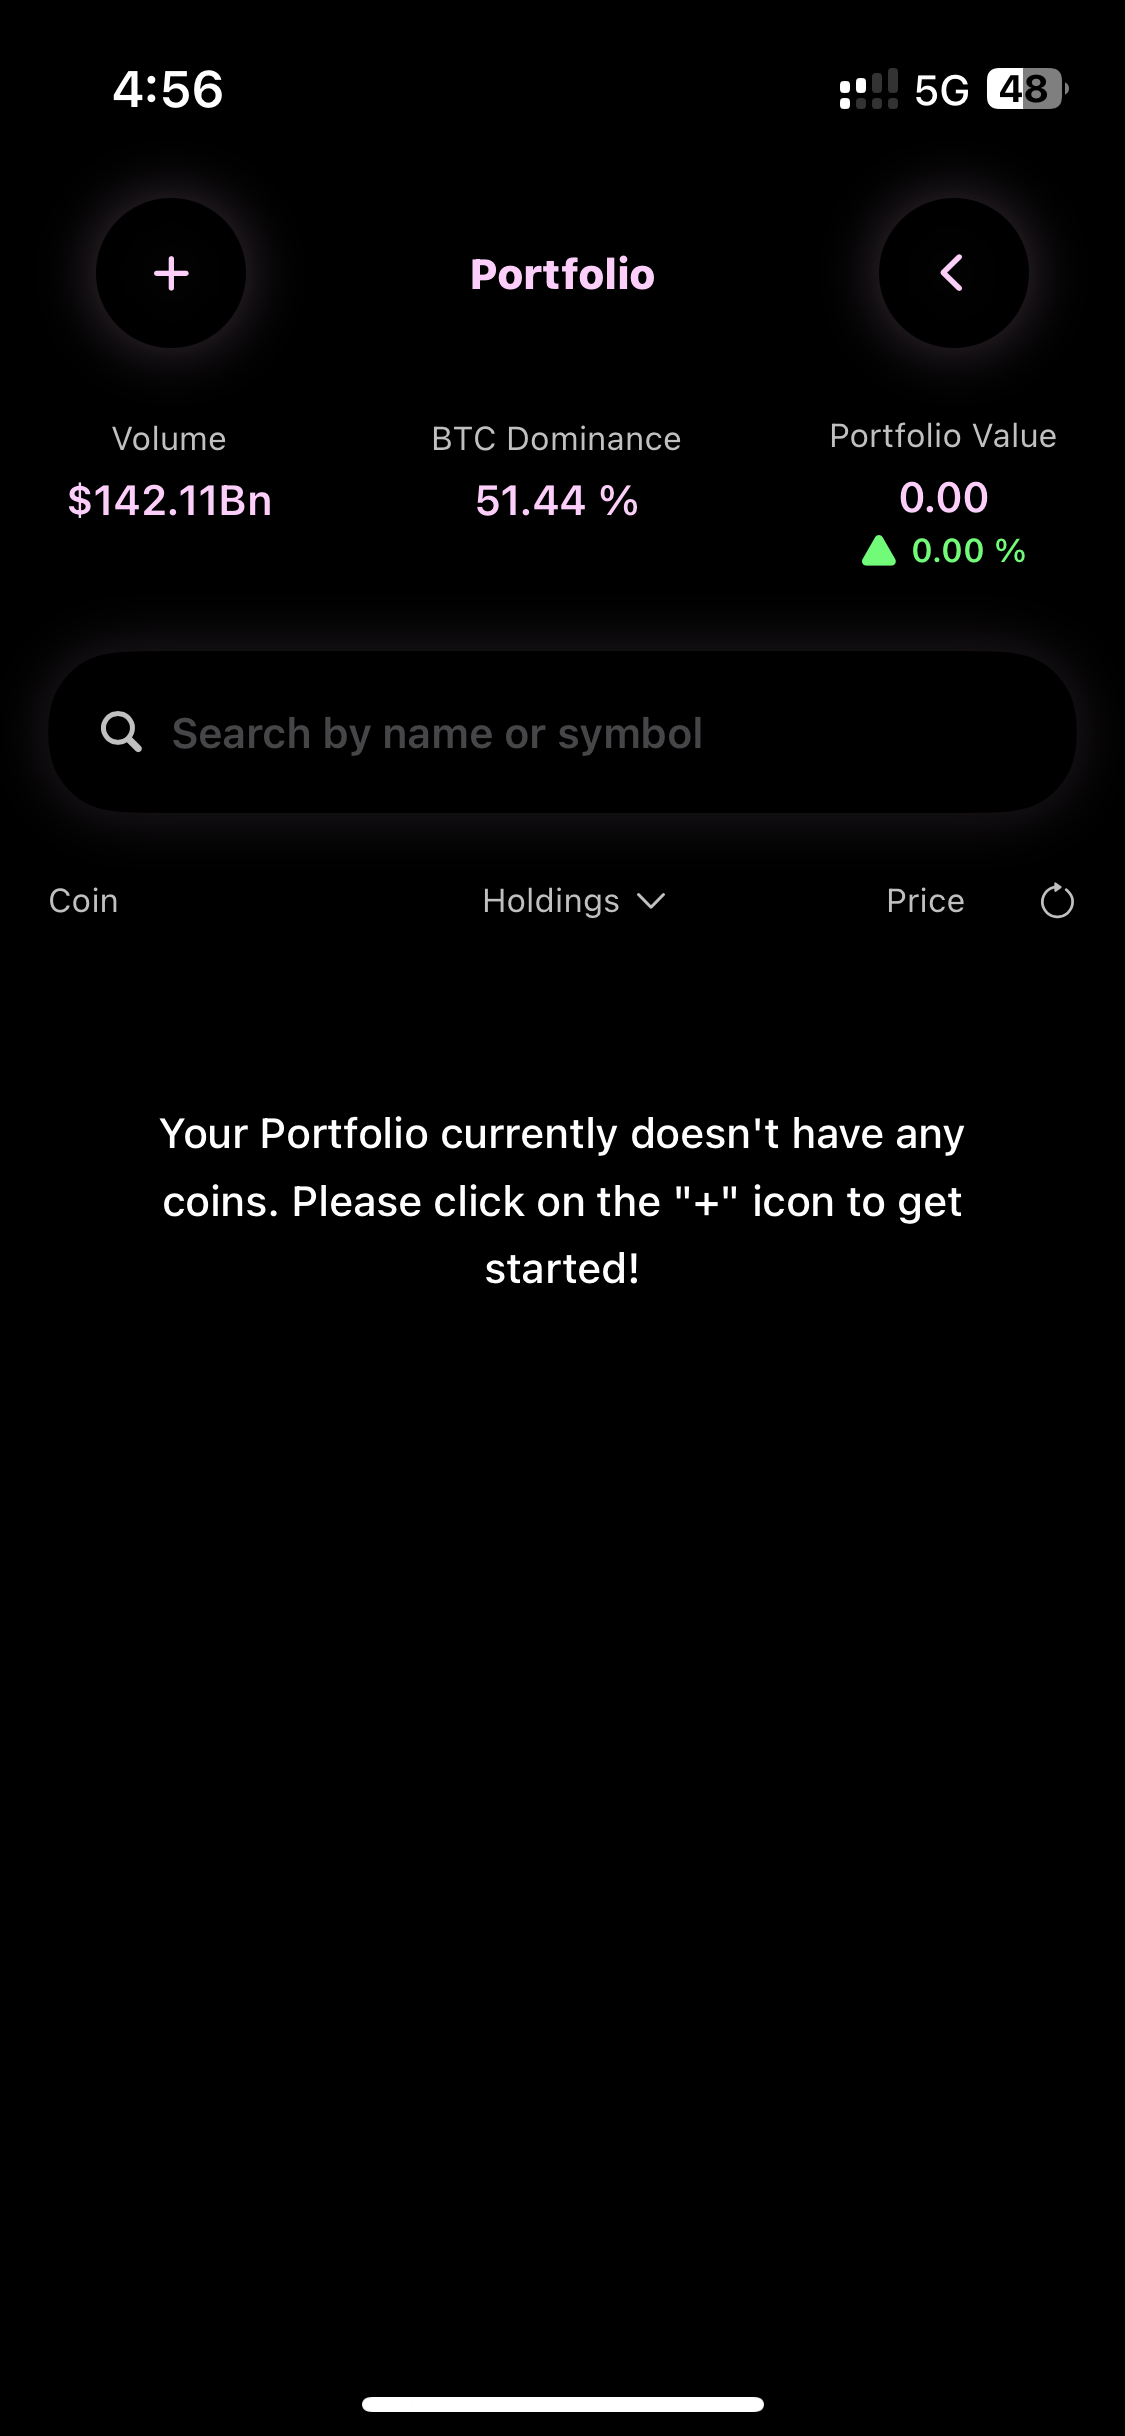 4:56
5G
48
Portfolio
Volume
BTC Dominance
Portfolio Value
$142.11Bn
51.44 %
0.00
0.00 %
Search by name or symbol
Coin
Holdings
Price
Your Portfolio currently doesn't have any
coins. Please click on the "+" icon to get
started!